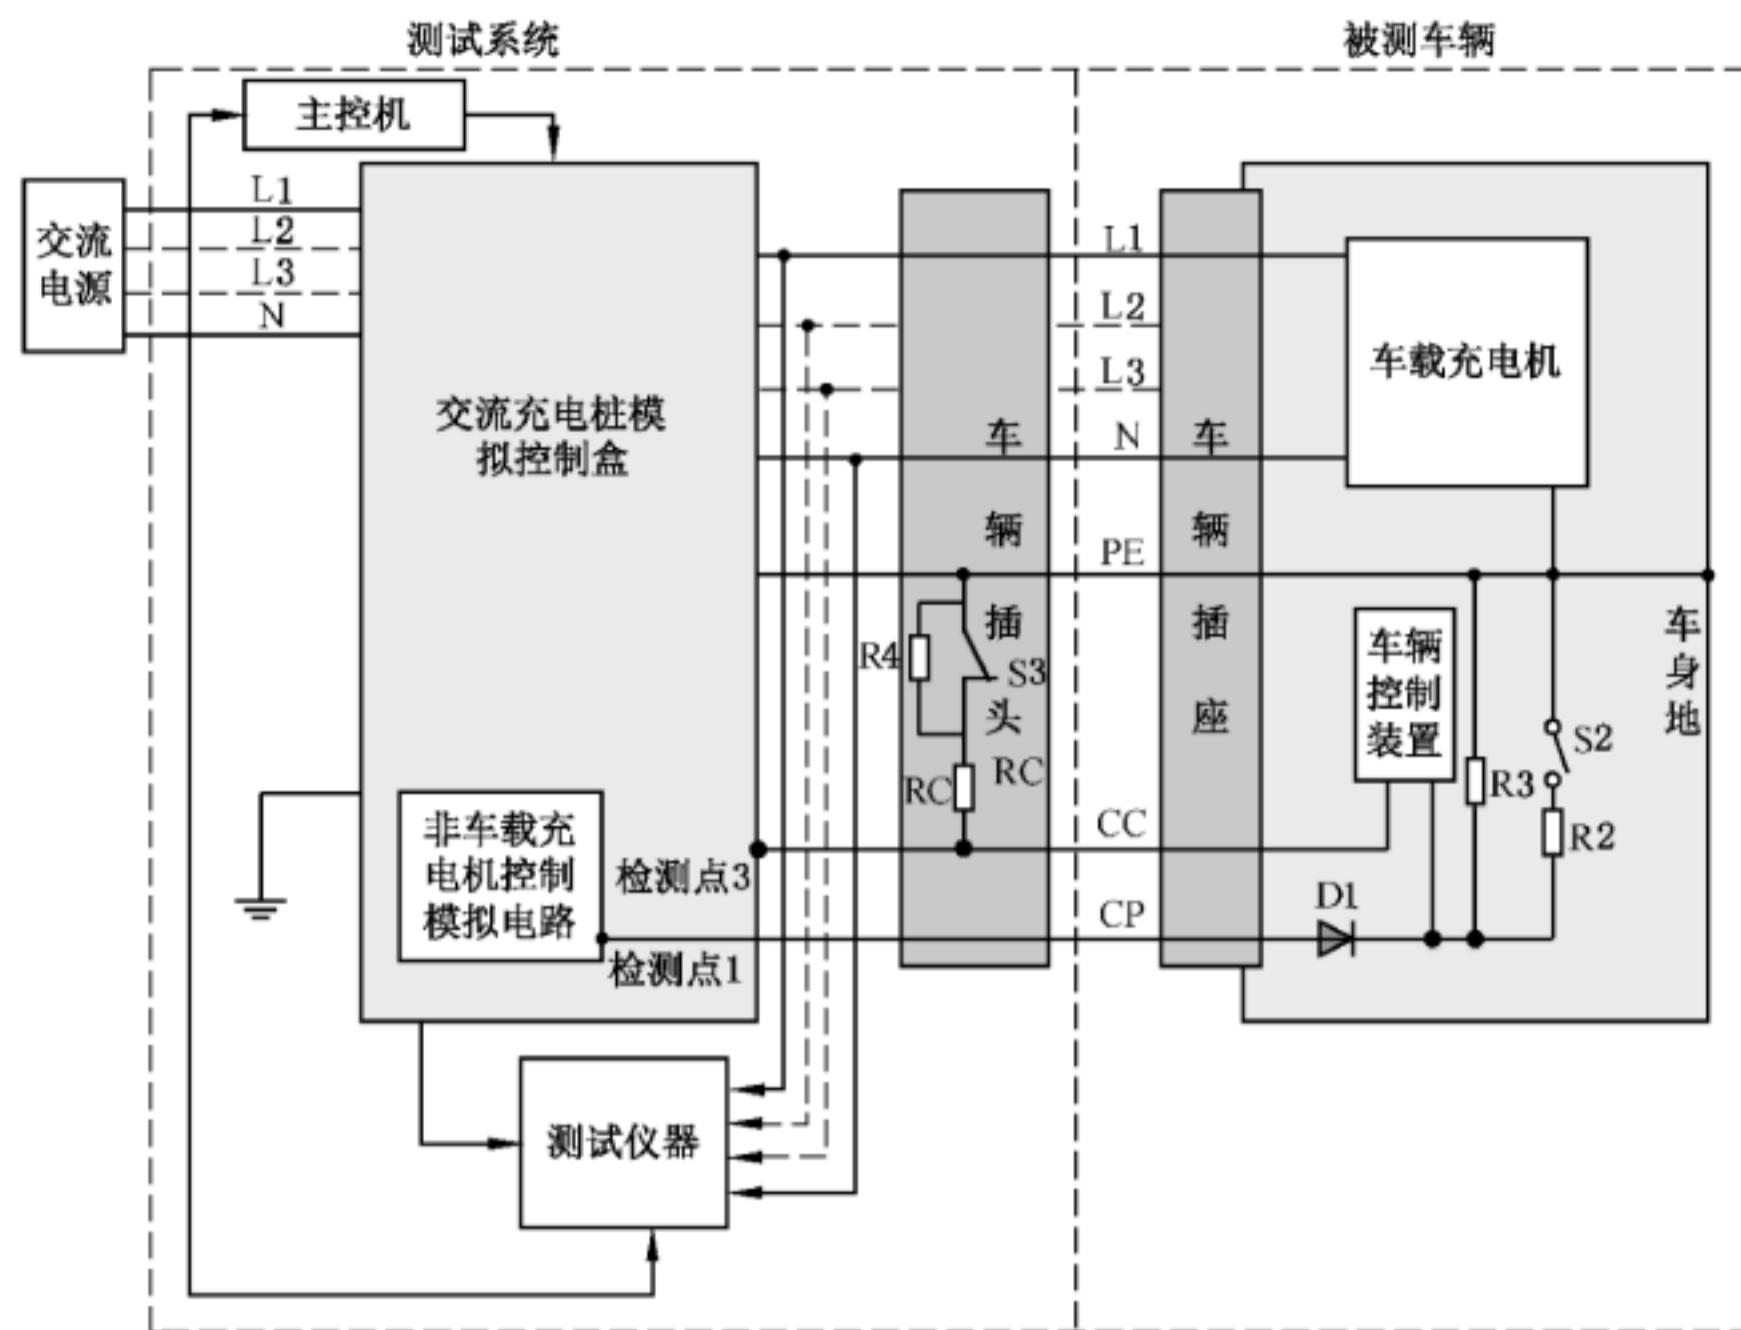 测试系统
被测车辆
主控机
交流
电源
L1
L2
L3
N
交流充电桩模
拟控制盒
非车载充
电机控制
模拟电路
检测点3
检测点1
测试仪器
车
辆
插
头
R4
S3
RC
RC
L1
L2
L3
N
PE
CC
CP
车
辆
插
座
车载充电机
车辆
控制
装置
车
身
地
R3
S2
R2
D1